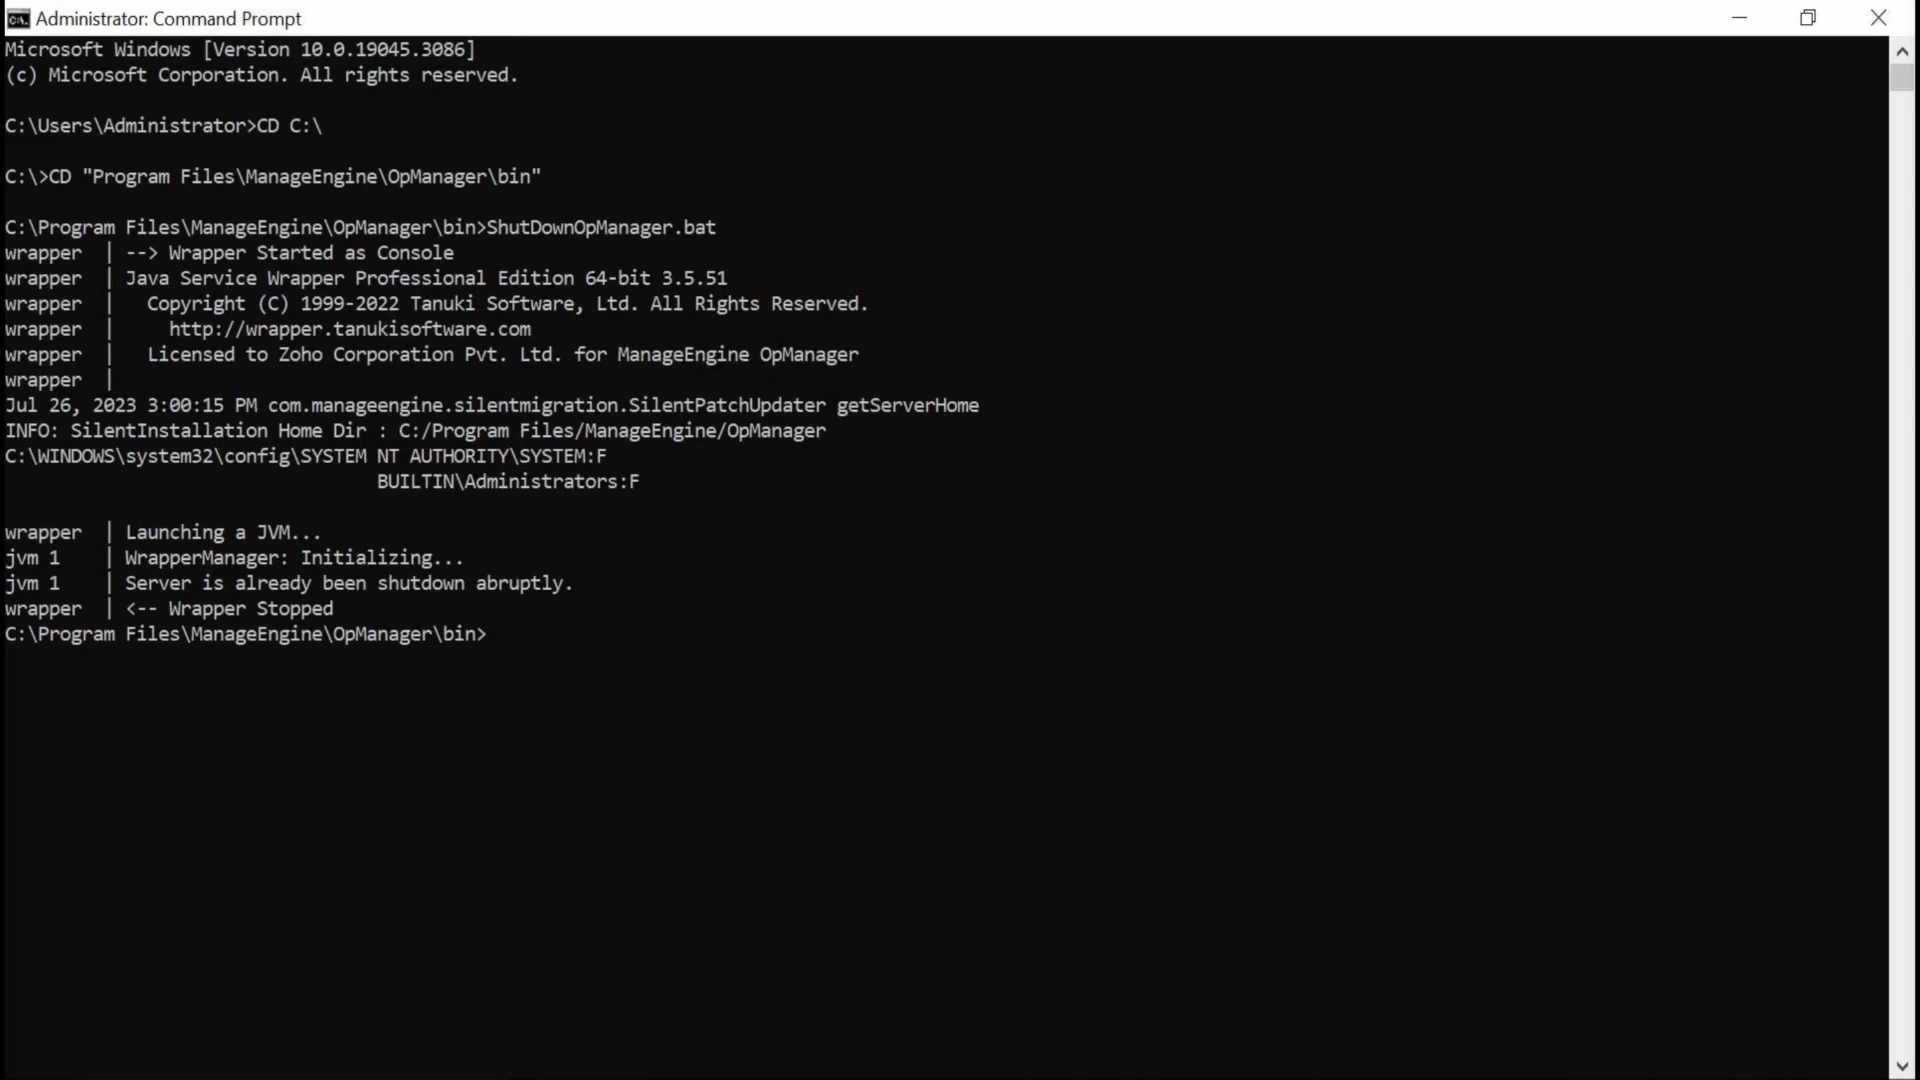 Administrator: Command Prompt
Microsoft Windows [Version 10.0.19045.3086]
(c) Microsoft Corporation. All rights reserved.
C:\Users\Administrator>CD C:\
C:\>CD "Program Files\ManageEngine\OpManager\bin"
C:\Program Files\ManageEngine\OpManager\bin>ShutDownOpManager.bat
wrapper  | --> Wrapper Started as Console
wrapper  | Java Service Wrapper Professional Edition 64-bit 3.5.51
wrapper  |   Copyright (C) 1999-2022 Tanuki Software, Ltd. All Rights Reserved.
wrapper  |     http://wrapper.tanukisoftware.com
wrapper  |   Licensed to Zoho Corporation Pvt. Ltd. for ManageEngine OpManager
wrapper  |
Jul 26, 2023 3:00:15 PM com.manageengine.silentmigration.SilentPatchUpdater getServerHome
INFO: SilentInstallation Home Dir : C:/Program Files/ManageEngine/OpManager
C:\WINDOWS\system32\config\SYSTEM NT AUTHORITY\SYSTEM:F
BUILTIN\Administrators:F
wrapper  | Launching a JVM...
jvm 1    | WrapperManager: Initializing...
jvm 1    | Server is already been shutdown abruptly.
wrapper  | <-- Wrapper Stopped
C:\Program Files\ManageEngine\OpManager\bin>